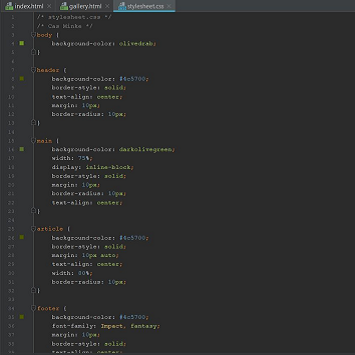 index.html × gallery.html × stylesheet.css ×
1 /* stylesheet.css */
2 /* Cas Minke */
3 body {
4 background-color: olivedrab;
5 }
6
7 header {
8 background-color: #4c5700;
9 border-style: solid;
10 text-align: center;
11 margin: 10px;
12 border-radius: 10px;
13 }
14
15 main {
16 background-color: darkolivegreen;
17 width: 75%;
18 display: inline-block;
19 border-style: solid;
20 margin: 10px;
21 border-radius: 10px;
22 text-align: center;
23 }
24
25 article {
26 background-color: #4c5700;
27 border-style: solid;
28 margin: 10px auto;
29 text-align: center;
30 width: 80%;
31 border-radius: 10px;
32 }
33
34 footer {
35 background-color: #4c5700;
36 font-family: Impact, fantasy;
37 margin: 10px;
38 border-style: solid;
text-align: center;